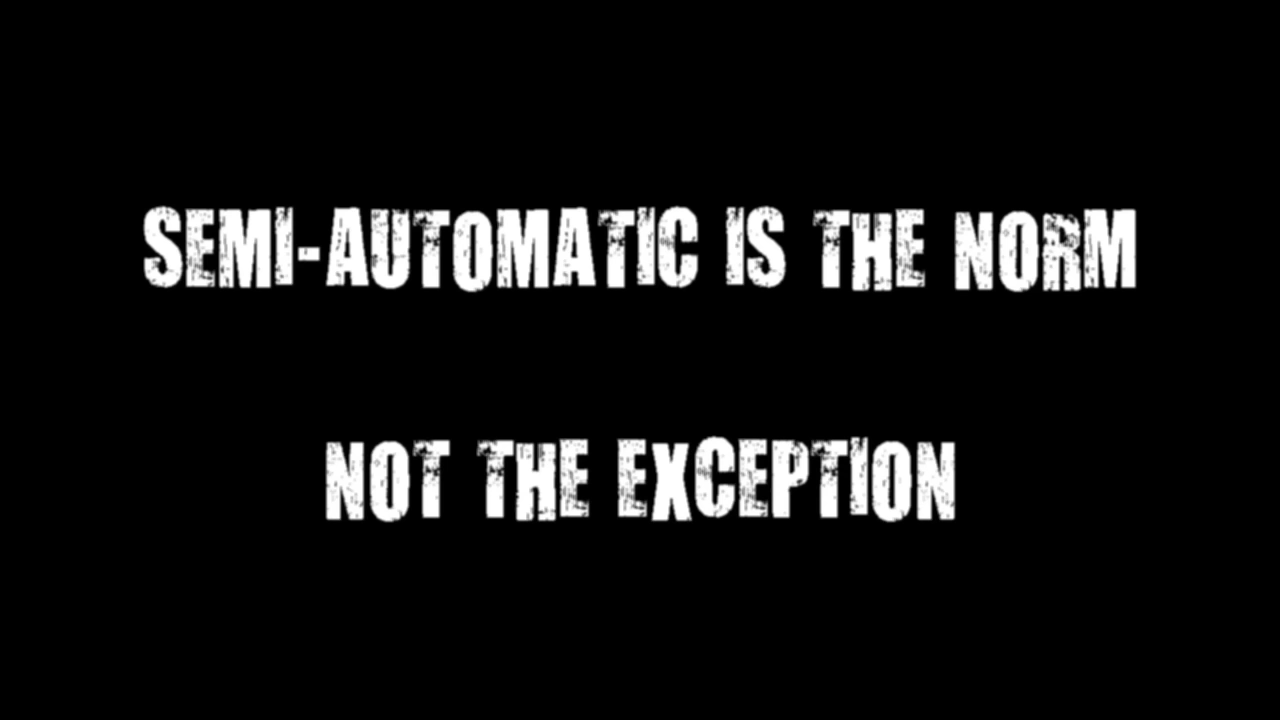 SEMI-AUTOMATIC IS THE NORM
NOT THE EXCEPTION